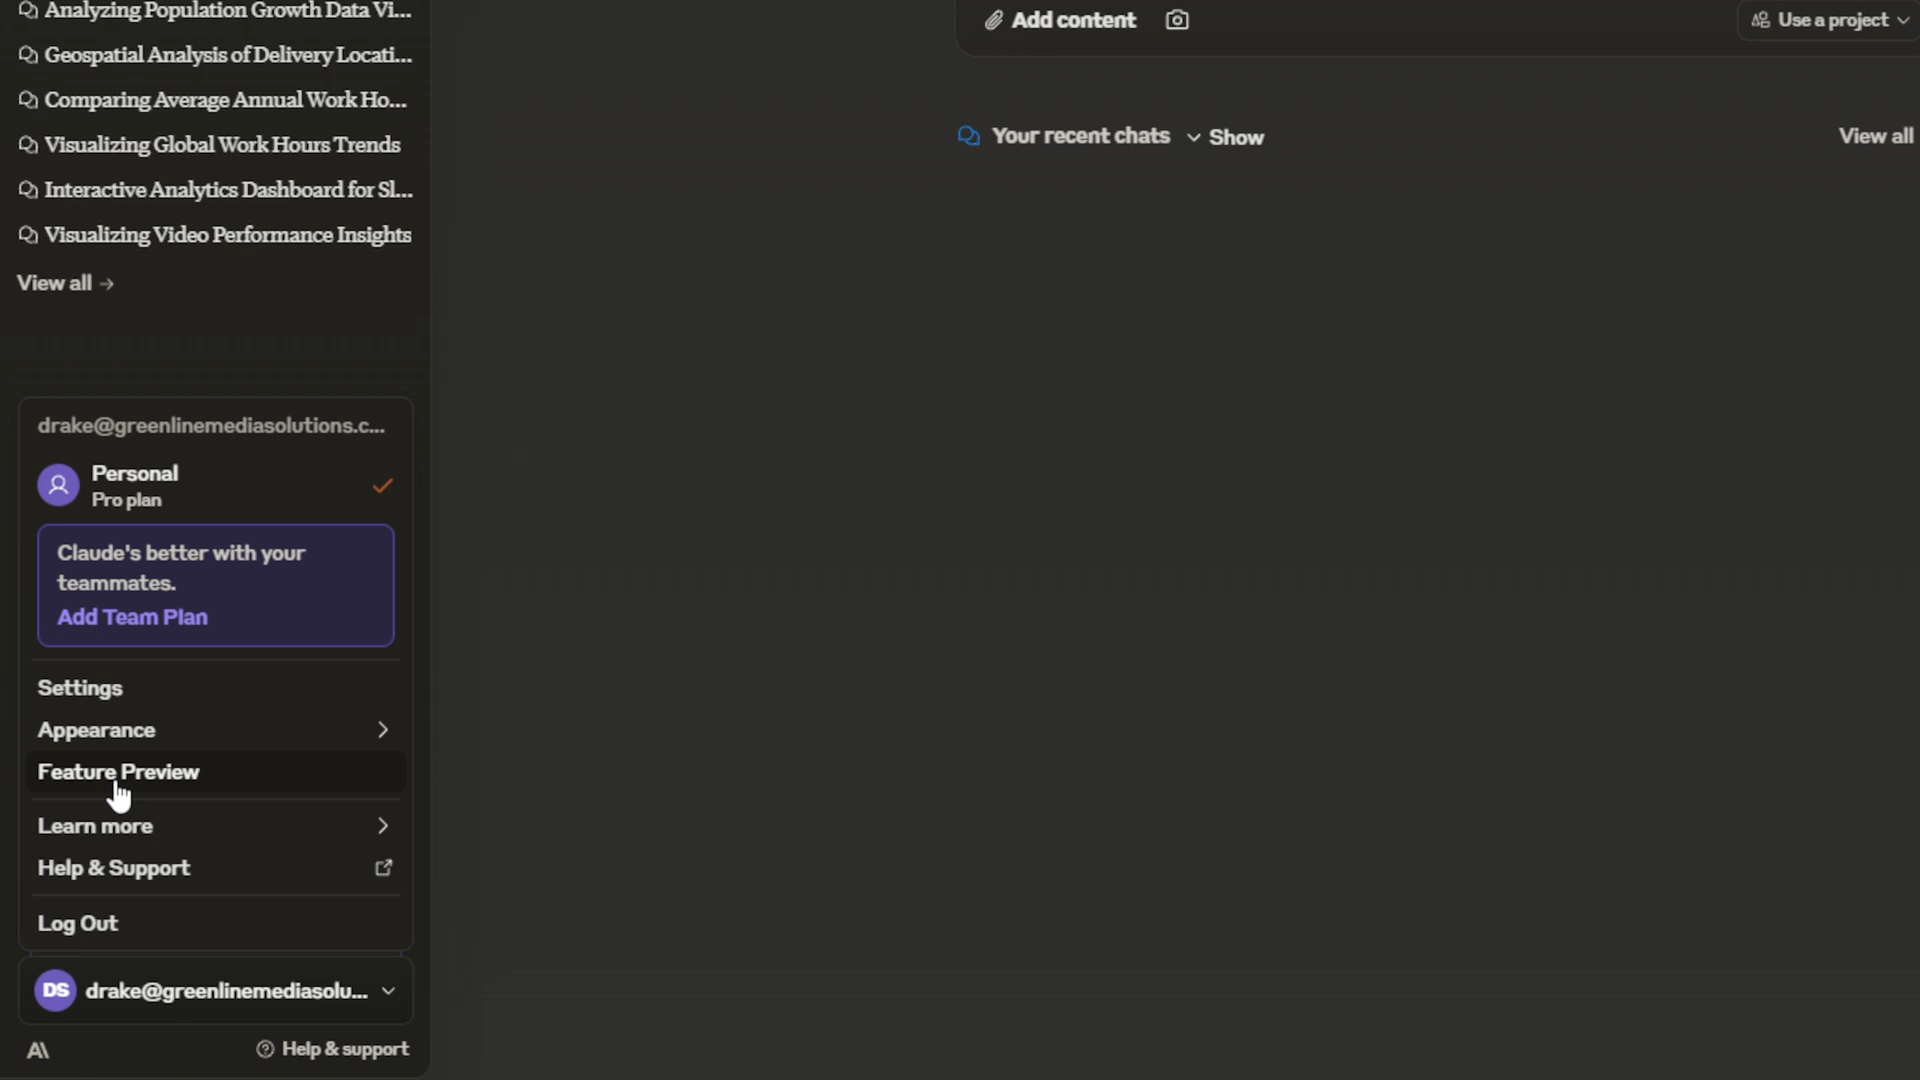 Analyzing Population Growth Data Vi...
Geospatial Analysis of Delivery Locati...
Comparing Average Annual Work Ho...
Visualizing Global Work Hours Trends
Interactive Analytics Dashboard for Sl...
Visualizing Video Performance Insights
View all →
drake@greenlinemediasolutions.c...
Personal
Pro plan
Claude's better with your
teammates.
Add Team Plan
Settings
Appearance
Feature Preview
Learn more
Help & Support
Log Out
DS drake@greenlinemediasolu...
A\ Help & support
Add content
Use a project
Your recent chats Show
View all